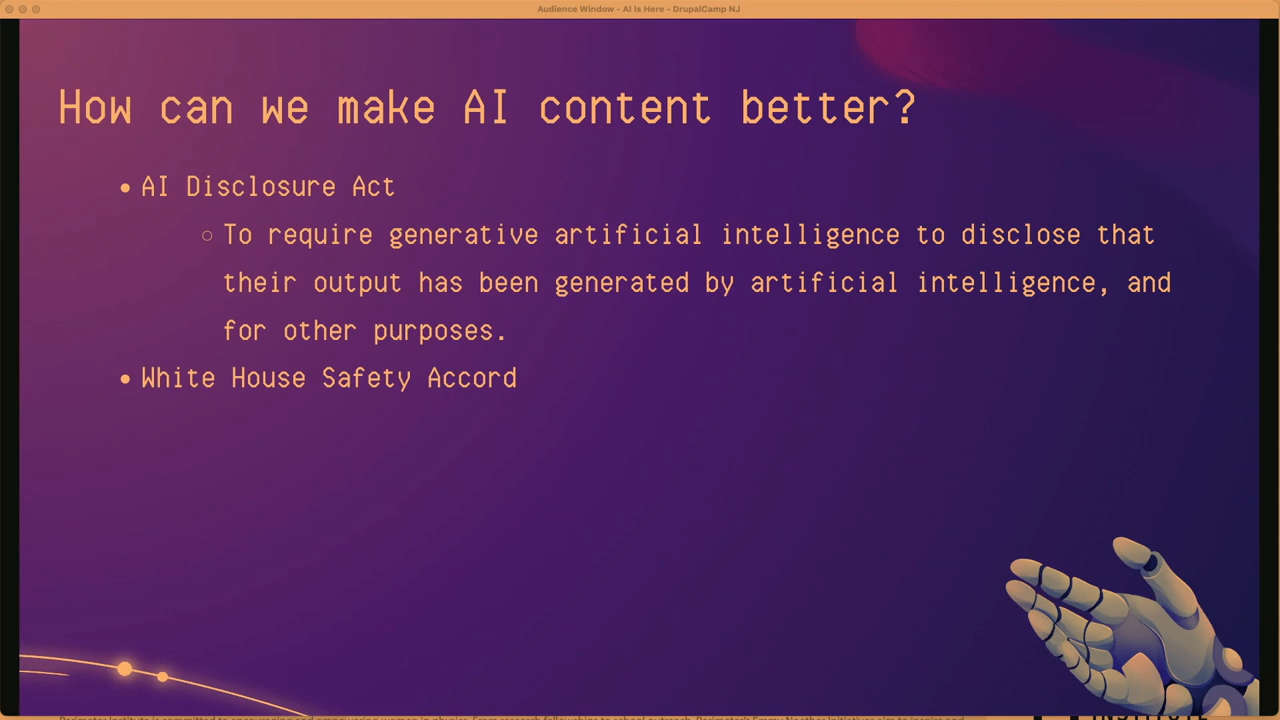 Audience Window - AI Is Here - DrupalCamp NJ
How can we make AI content better?
• AI Disclosure Act
○ To require generative artificial intelligence to disclose that
their output has been generated by artificial intelligence, and
for other purposes.
• White House Safety Accord